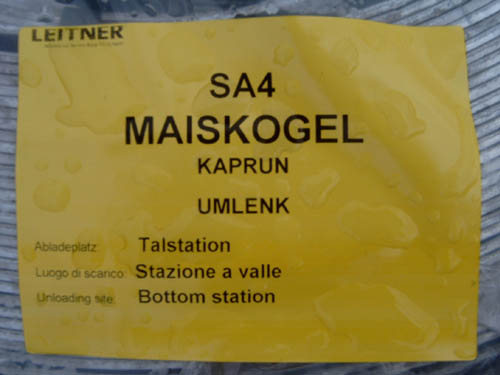 LEITNER
SA4
MAISKOGEL
KAPRUN
UMLENK
Abladeplatz: Talstation
Luogo di scarico: Stazione a valle
Unloading site: Bottom station